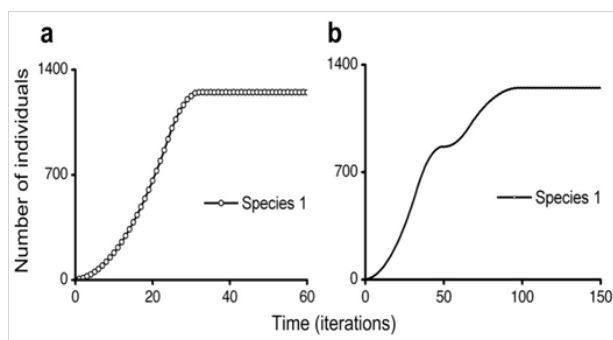 a
b
Number of individuals
1400
700
0
0
20
40
60
Species 1
1400
700
0
0
50
100
150
Species 1
Time (iterations)